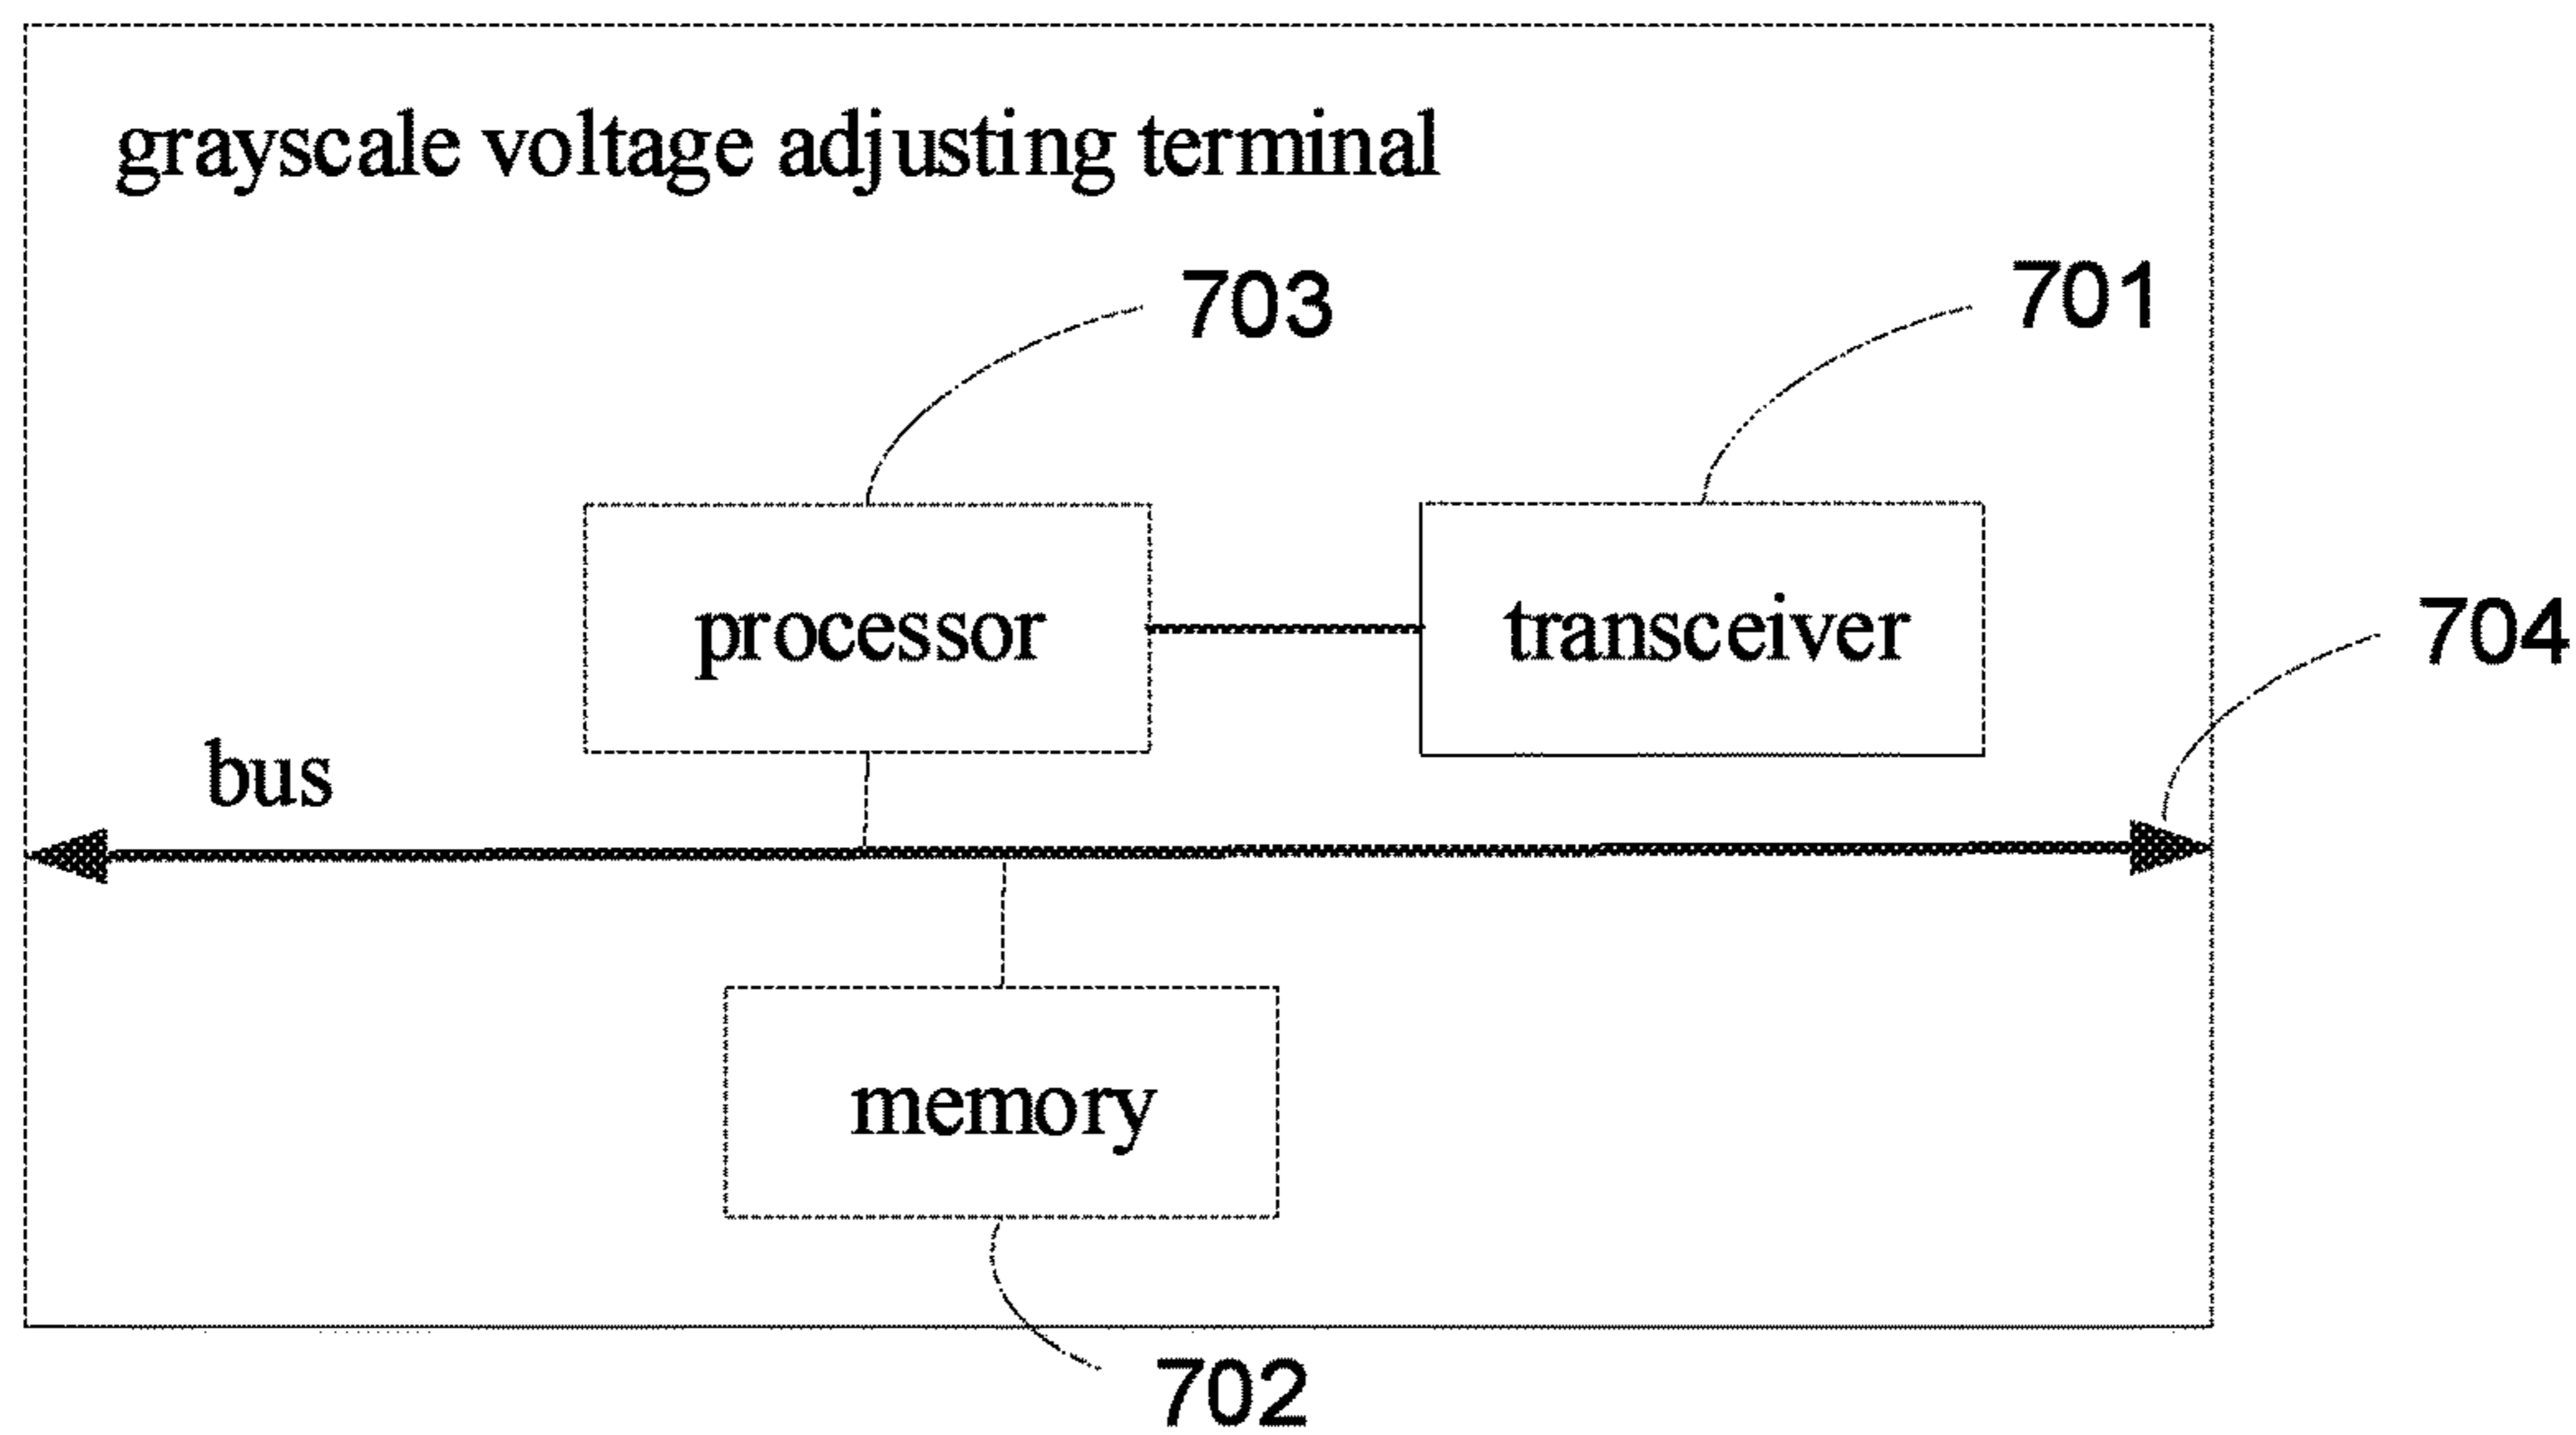 grayscale voltage adjusting terminal
703
701
processor
transceiver
704
bus
memory
702